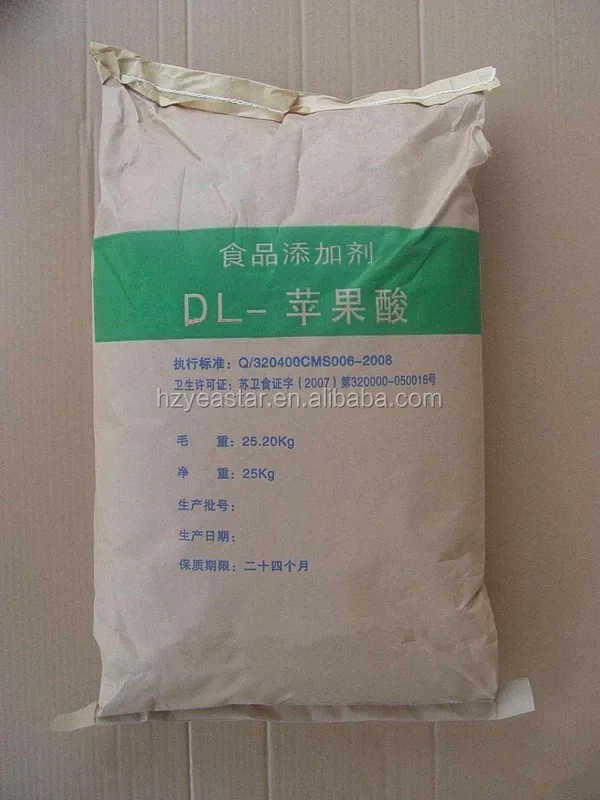 食品添加剂
DL-苹果酸
执行标准：Q/320400CMS006-2008
卫生许可证：苏卫食证字（2007）第320000-050016号
hzyeastar.en.alibaba.com
毛 重：25.20Kg
净 重：25Kg
生产批号：
生产日期：
保质期限：二十四个月